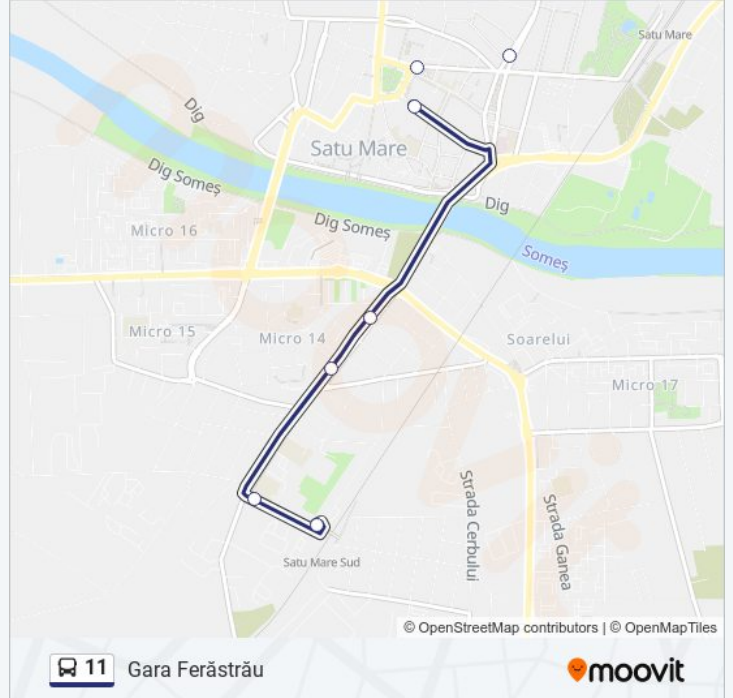 Satu Mare
Dig
Satu Mare
Dig Someș
Dig
Micro 16
Dig Someș
Someș
Micro 15
Micro 14
Soarelui
Micro 17
Strada Cerbului
Strada Ganea
Satu Mare Sud
© OpenStreetMap contributors | © OpenMapTiles
11 Gara Ferăstrău
moovit